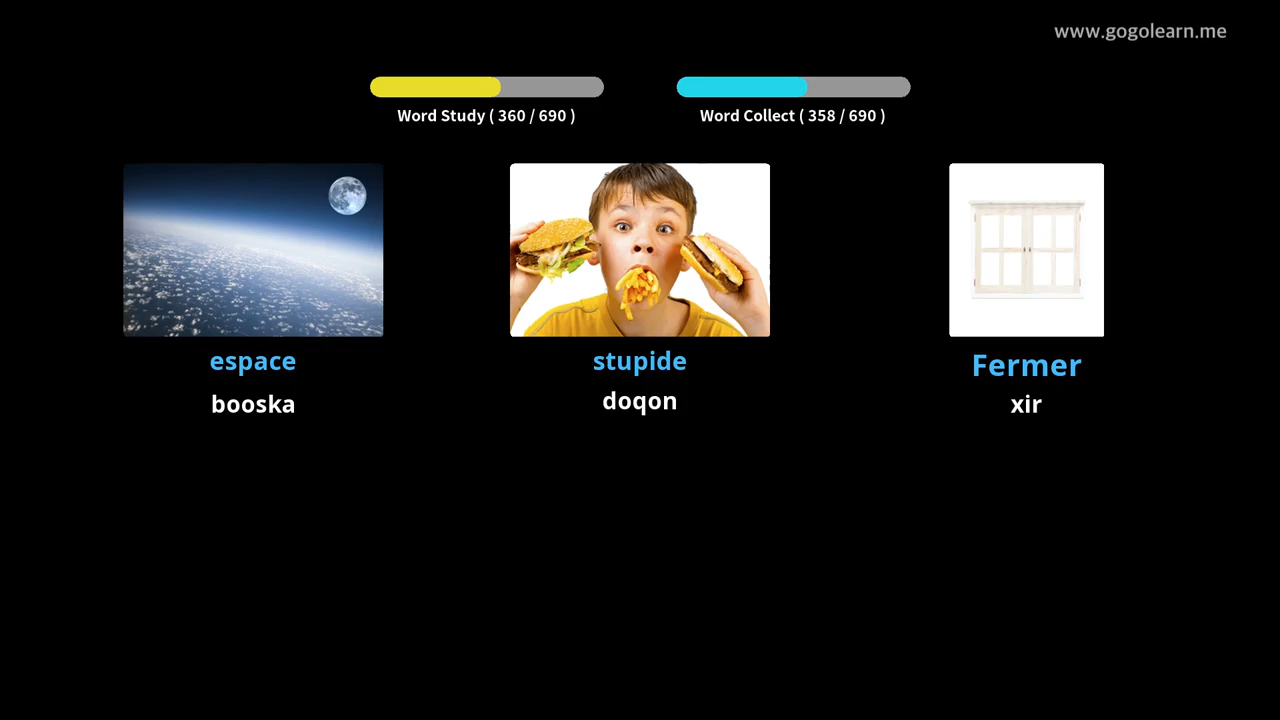 www.gogolearn.me
Word Study ( 360 / 690 )
Word Collect ( 358 / 690 )
espace
booska
stupide
doqon
Fermer
xir